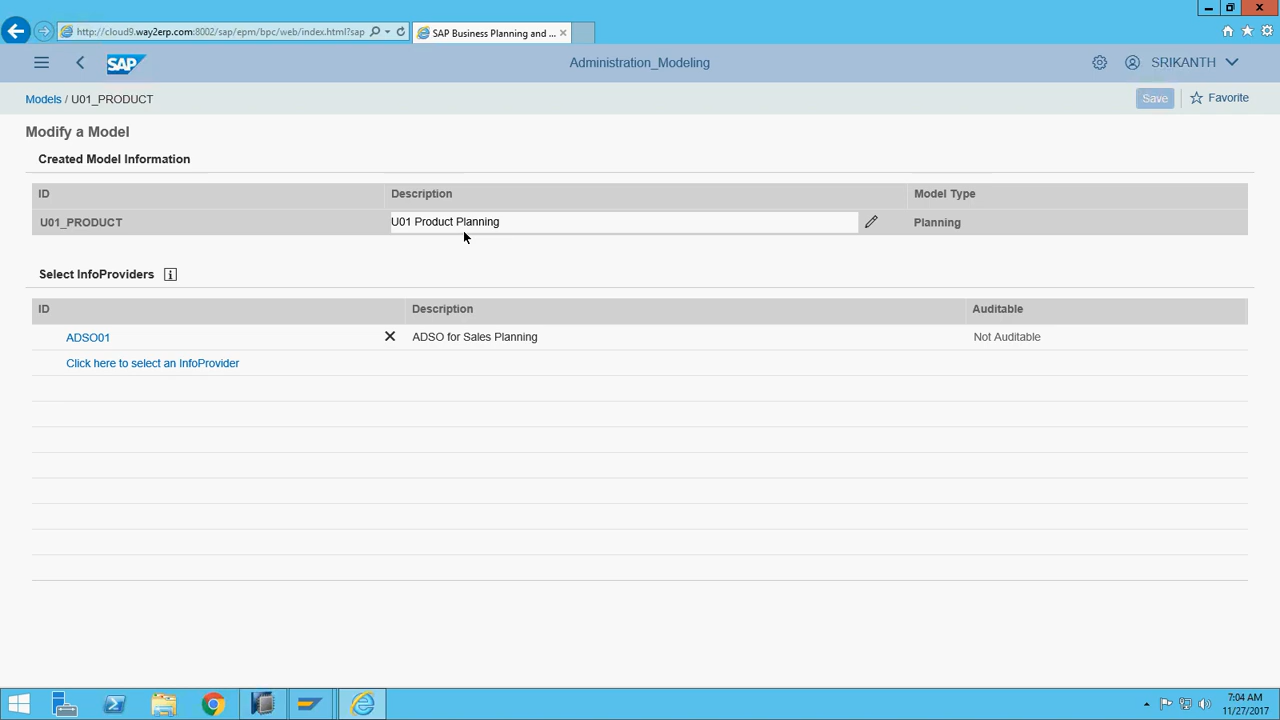 http://cloud9.way2erp.com:8002/sap/epm/bpc/web/index.html?sap
SAP Business Planning and ...
SAP
Administration_Modeling
SRIKANTH
Models / U01_PRODUCT
Save
Favorite
Modify a Model
Created Model Information
ID Description Model Type
U01_PRODUCT U01 Product Planning Planning
Select InfoProviders
ID Description Auditable
ADSO01 ADSO for Sales Planning Not Auditable
Click here to select an InfoProvider
7:04 AM
11/27/2017